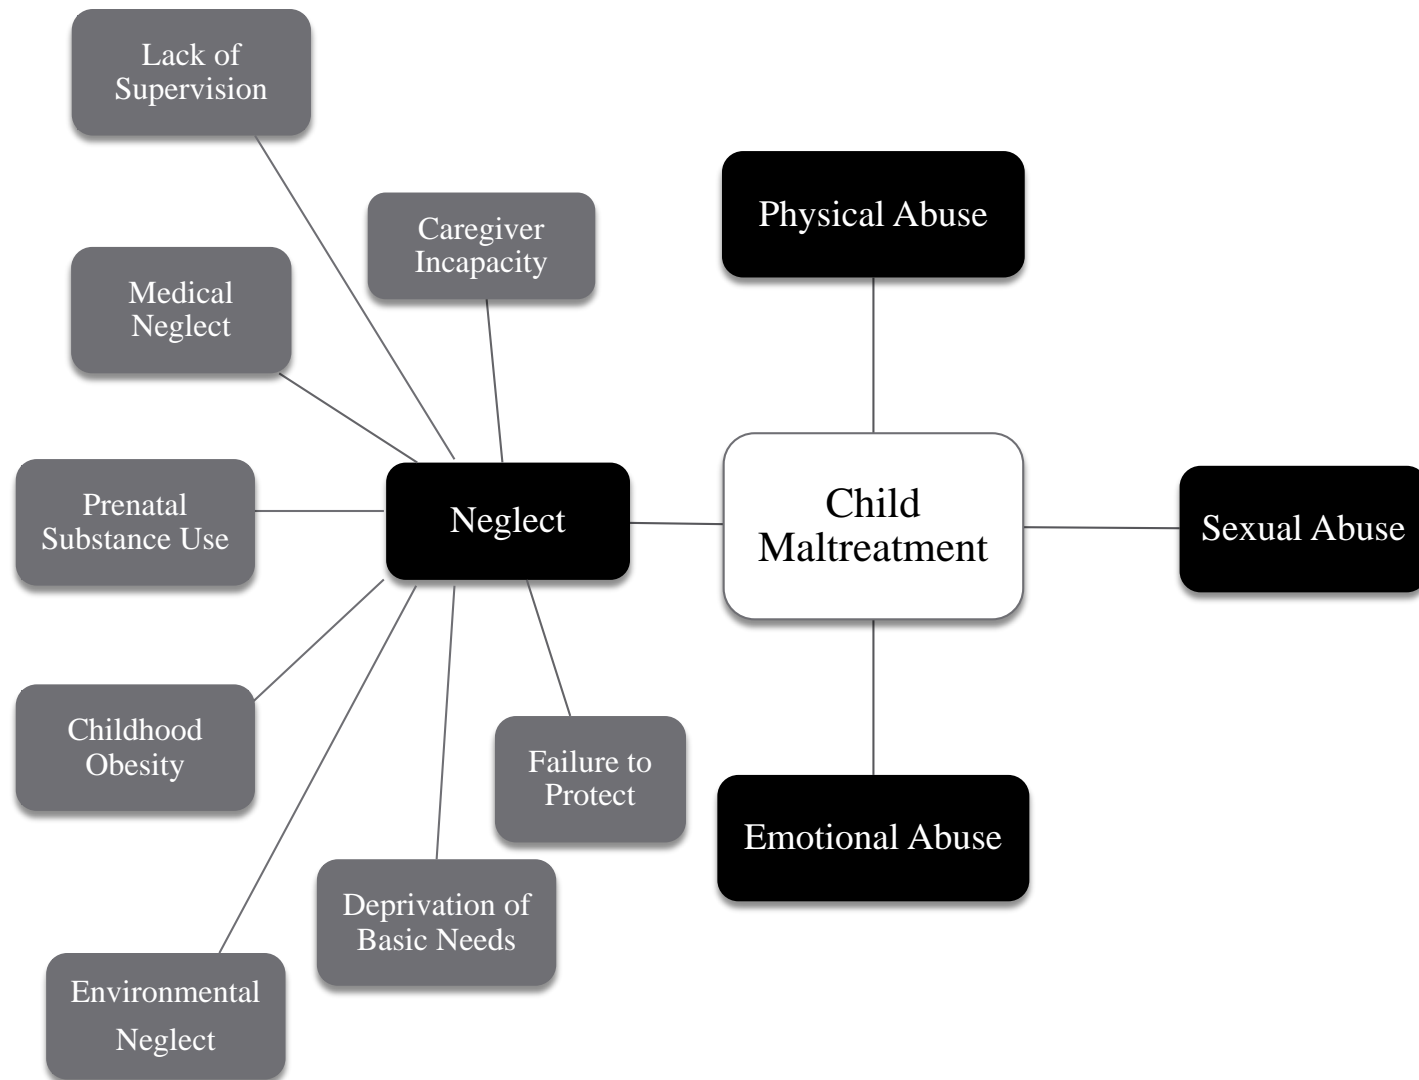 Lack of
Supervision
Caregiver
Incapacity
Physical Abuse
Medical
Neglect
Prenatal
Substance Use
Neglect
Child
Maltreatment
Sexual Abuse
Childhood
Obesity
Failure to
Protect
Emotional Abuse
Deprivation of
Basic Needs
Environmental
Neglect